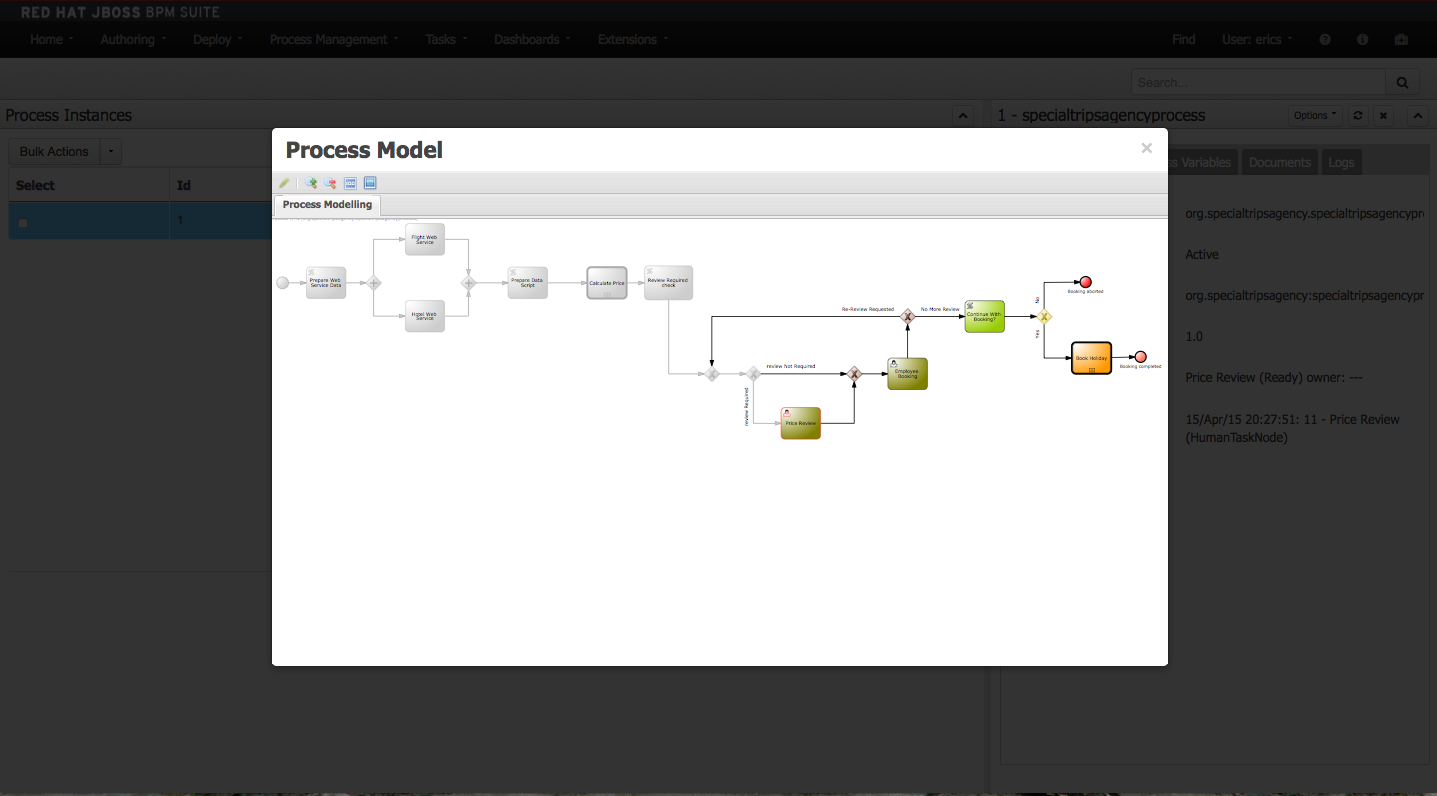 RED HAT JBOSS BPM SUITE
Home Authoring Deploy Process Management Tasks Dashboards Extensions Find User: erics
Search...
Process Instances
1 - specialtripsagencyprocess
Options
Bulk Actions
ss Variables Documents Logs
Select Id
1
org.specialtripsagency.specialtripsagencypr
Active
org.specialtripsagency:specialtripsagencypr
1.0
Price Review (Ready) owner: ---
15/Apr/15 20:27:51: 11 - Price Review
(HumanTaskNode)
Process Model
×
Process Modelling
Flight Web
Service
Prepare Web
Service Data
Hotel Web
Service
Prepare Data
Script
Calculate Price
Review Required
check
Re-Review Requested
No More Review
Continue With
Booking?
No
Booking aborted
Yes
Book Holiday
Booking completed
review Not Required
review Required
Employee
Booking
Price Review